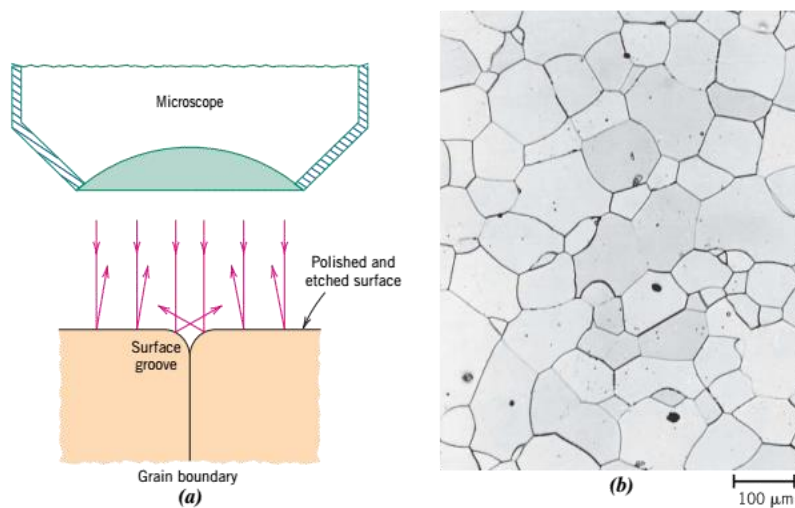 Microscope
Polished and
etched surface
Surface
groove
Grain boundary
(a)
(b)
100 μm